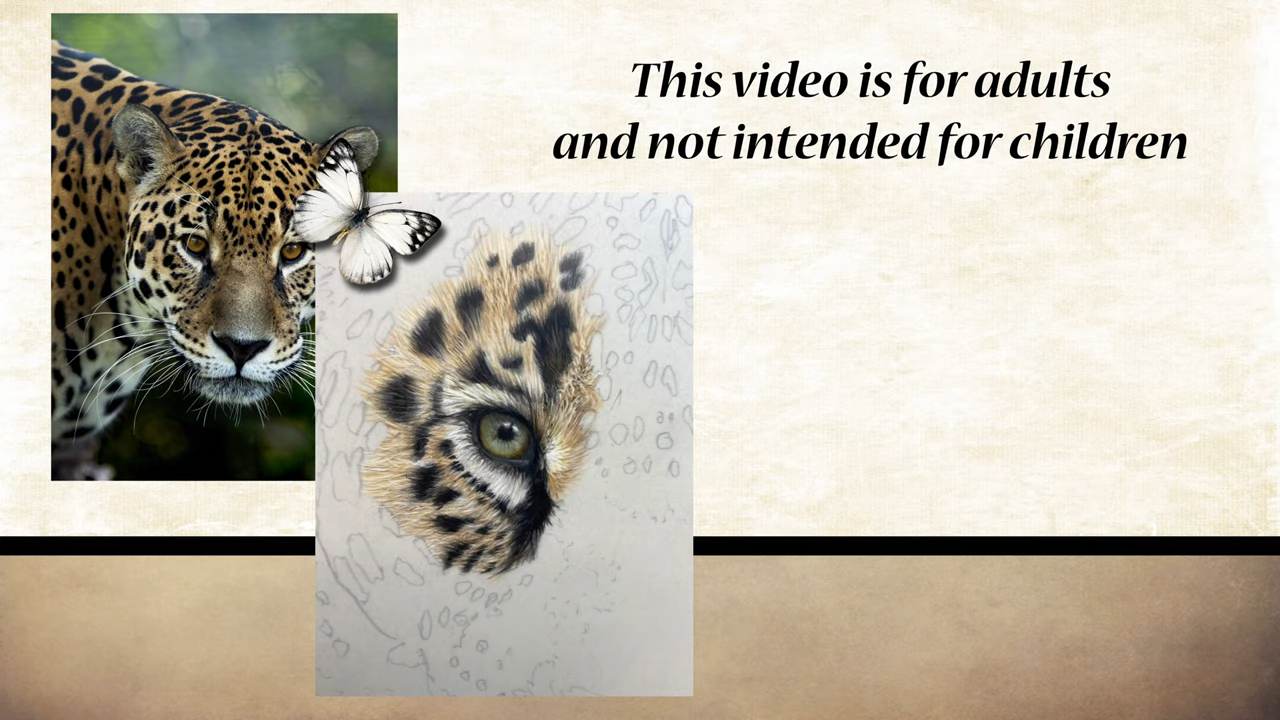 This video is for adults
and not intended for children